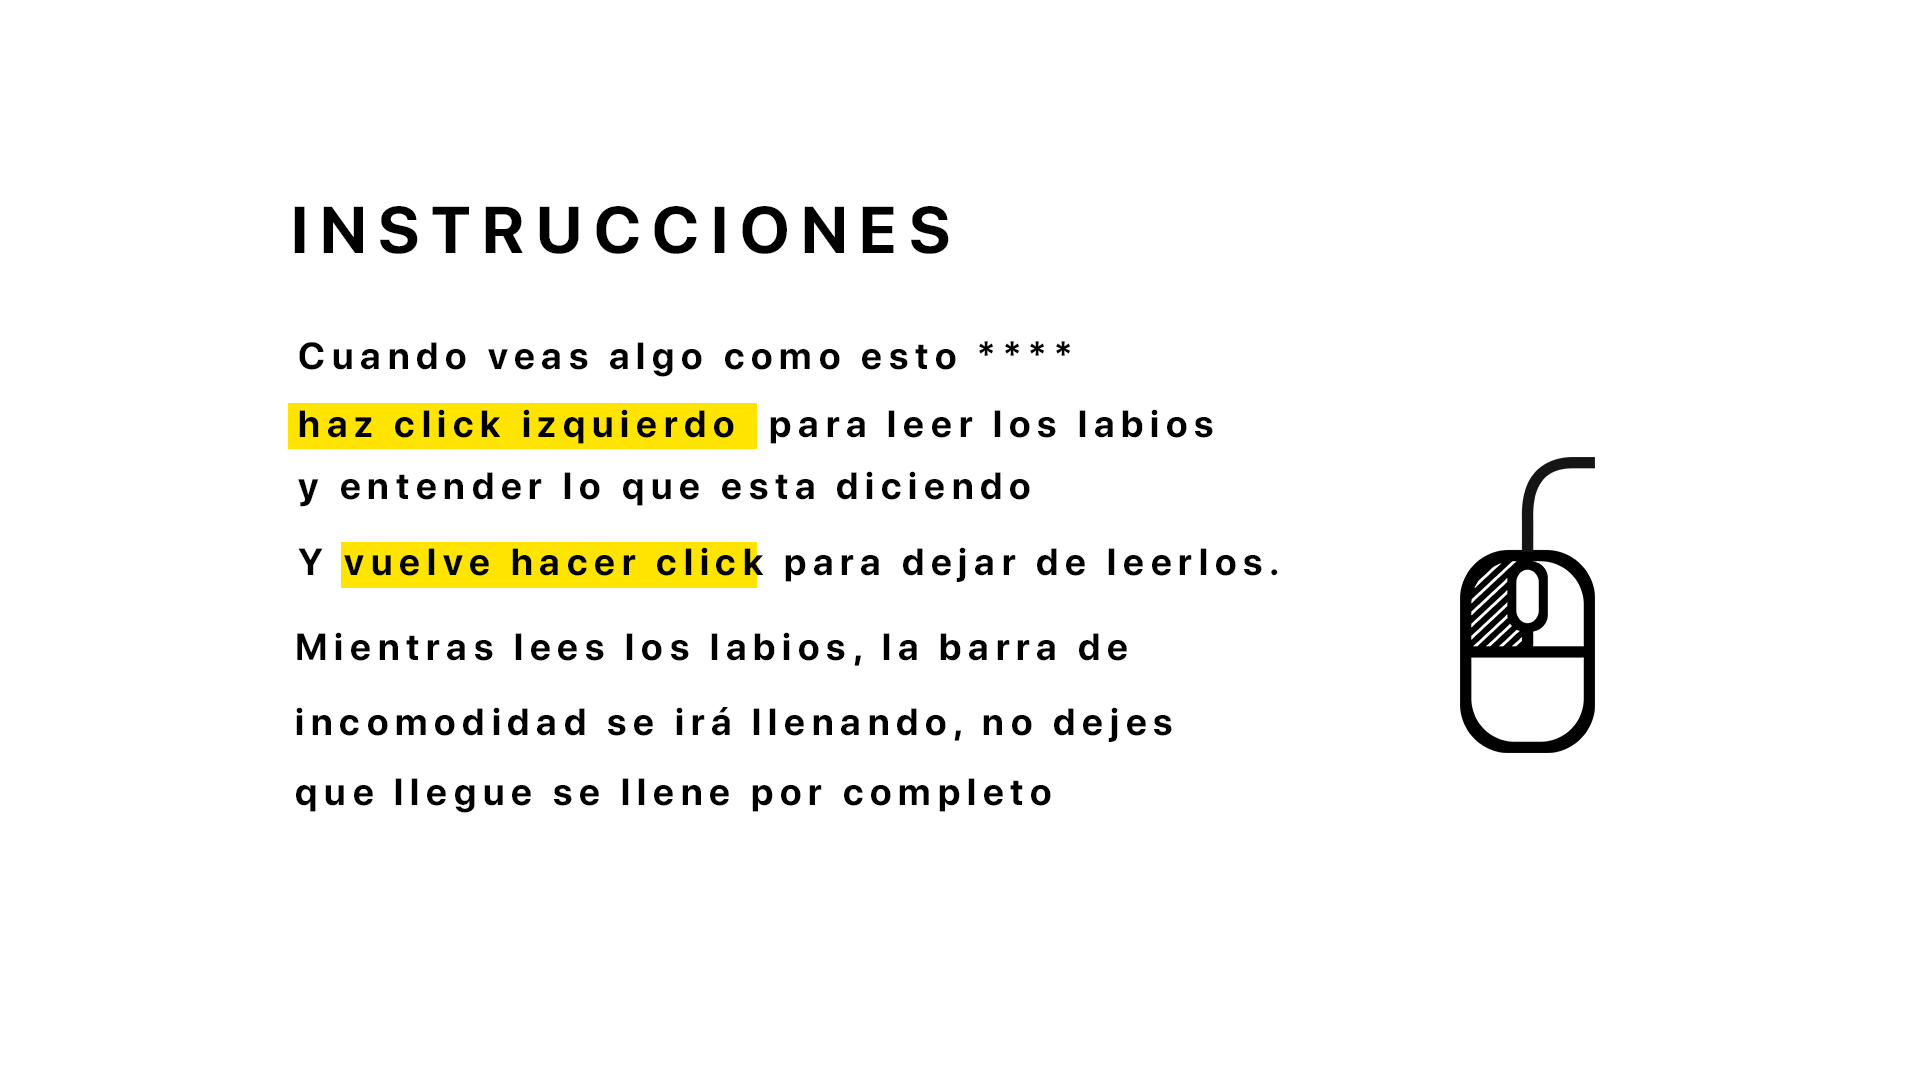 INSTRUCCIONES
Cuando veas algo como esto ****
haz click izquierdo para leer los labios
y entender lo que esta diciendo
Y vuelve hacer click para dejar de leerlos.
Mientras lees los labios, la barra de
incomodidad se irá llenando, no dejes
que llegue se llene por completo